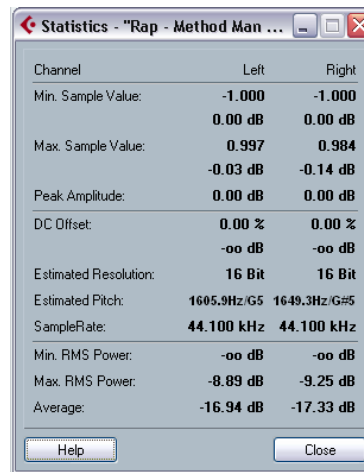 Statistics - "Rap - Method Man ...
Channel Left Right
Min. Sample Value: -1.000 -1.000
0.00 dB 0.00 dB
Max. Sample Value: 0.997 0.984
-0.03 dB -0.14 dB
Peak Amplitude: 0.00 dB 0.00 dB
DC Offset: 0.00 % 0.00 %
-oo dB -oo dB
Estimated Resolution: 16 Bit 16 Bit
Estimated Pitch: 1605.9Hz/G5 1649.3Hz/G#5
SampleRate: 44.100 kHz 44.100 kHz
Min. RMS Power: -oo dB -oo dB
Max. RMS Power: -8.89 dB -9.25 dB
Average: -16.94 dB -17.33 dB
Help Close